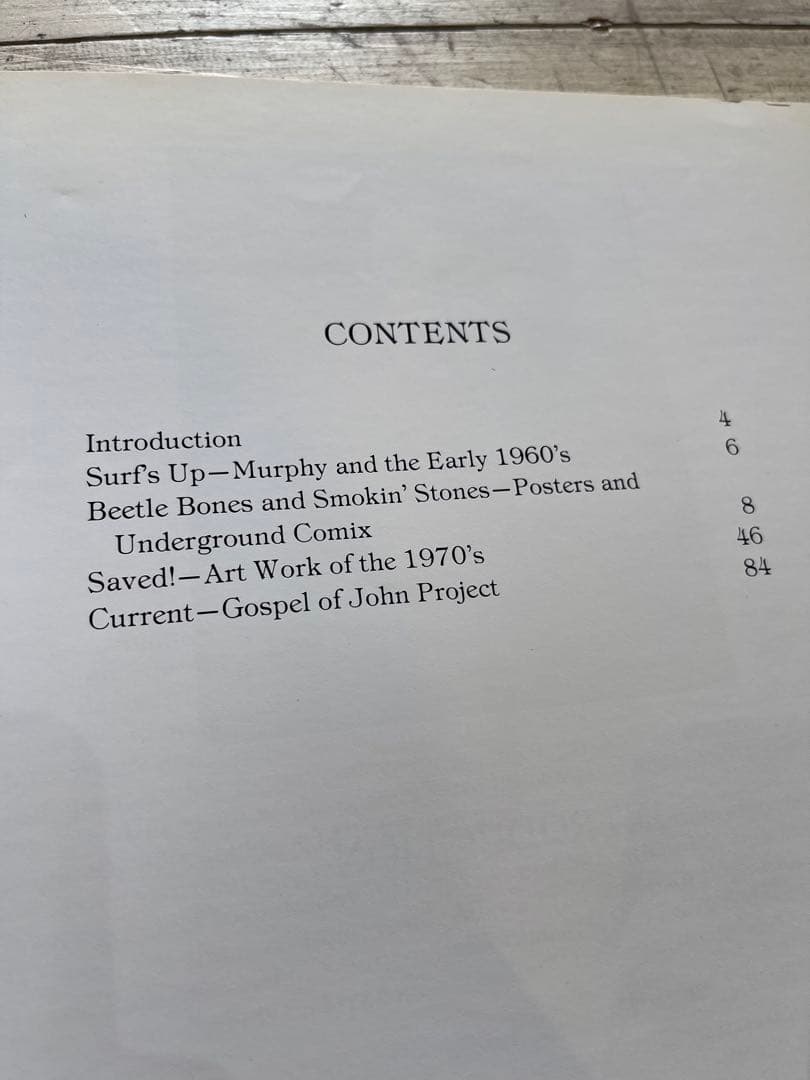 CONTENTS
Introduction 4
Surf's Up—Murphy and the Early 1960's 6
Beetle Bones and Smokin' Stones—Posters and
Underground Comix 8
Saved!—Art Work of the 1970's 46
Current—Gospel of John Project 84